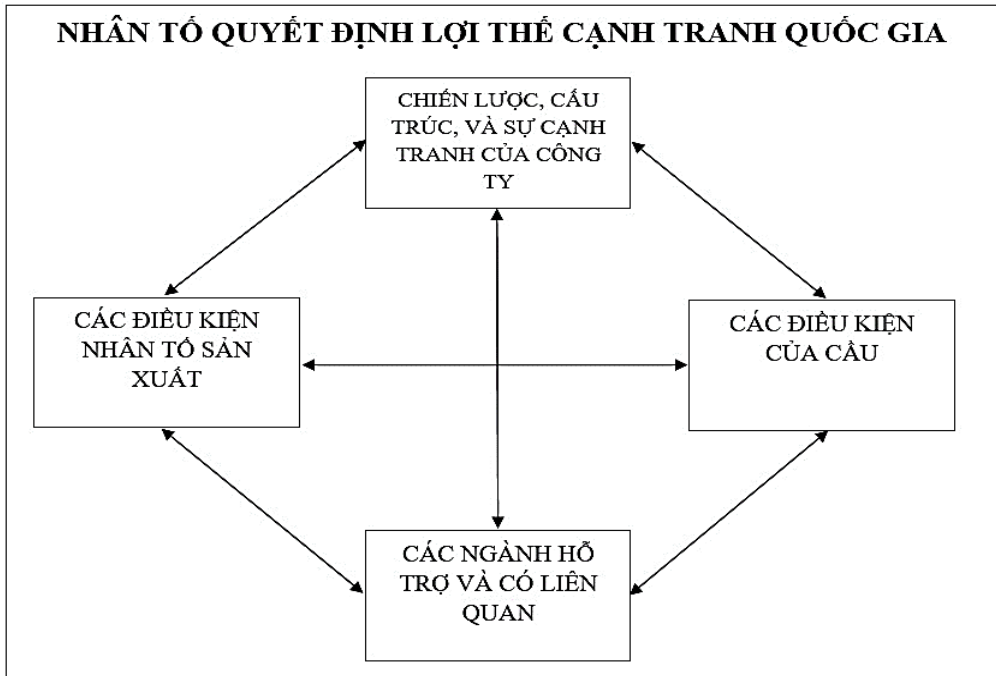 NHÂN TỐ QUYẾT ĐỊNH LỢI THẾ CẠNH TRANH QUỐC GIA
CHIẾN LƯỢC, CẤU
TRÚC, VÀ SỰ CẠNH
TRANH CỦA CÔNG
TY
CÁC ĐIỀU KIỆN
NHÂN TỐ SẢN
XUẤT
CÁC ĐIỀU KIỆN
CỦA CẦU
CÁC NGÀNH HỖ
TRỢ VÀ CÓ LIÊN
QUAN